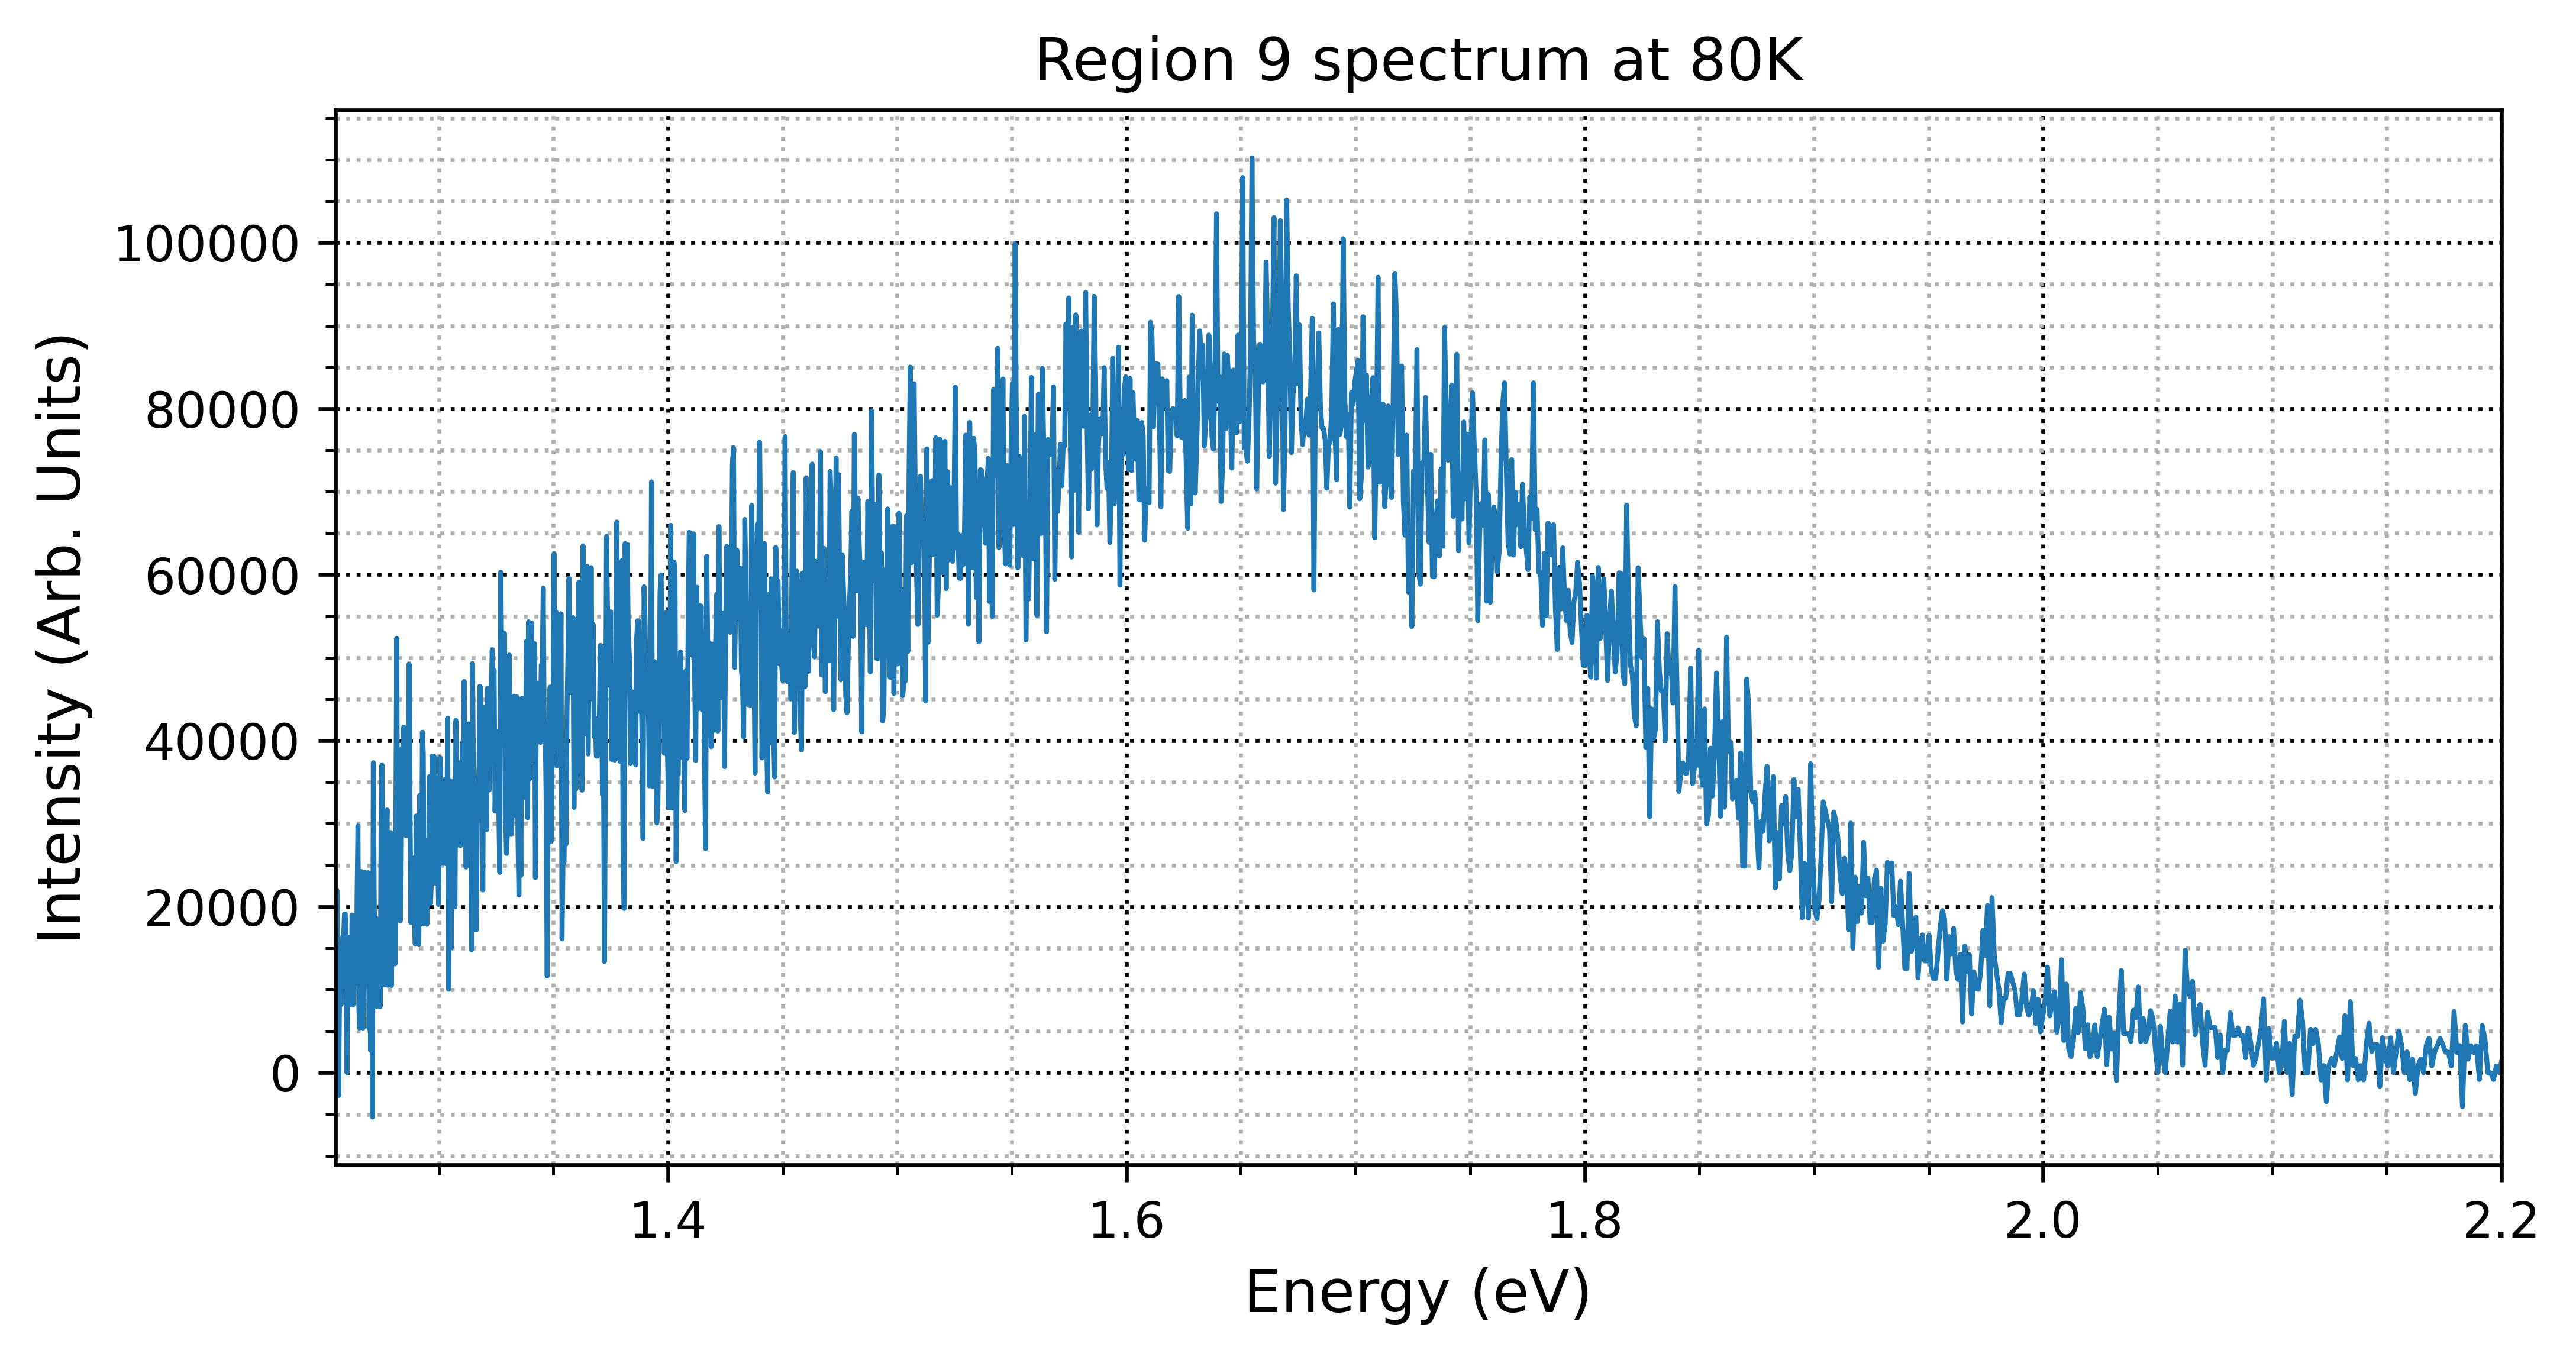 Region 9 spectrum at 80K
Intensity (Arb. Units)
100000
80000
60000
40000
20000
0
1.4 1.6 1.8 2.0 2.2
Energy (eV)